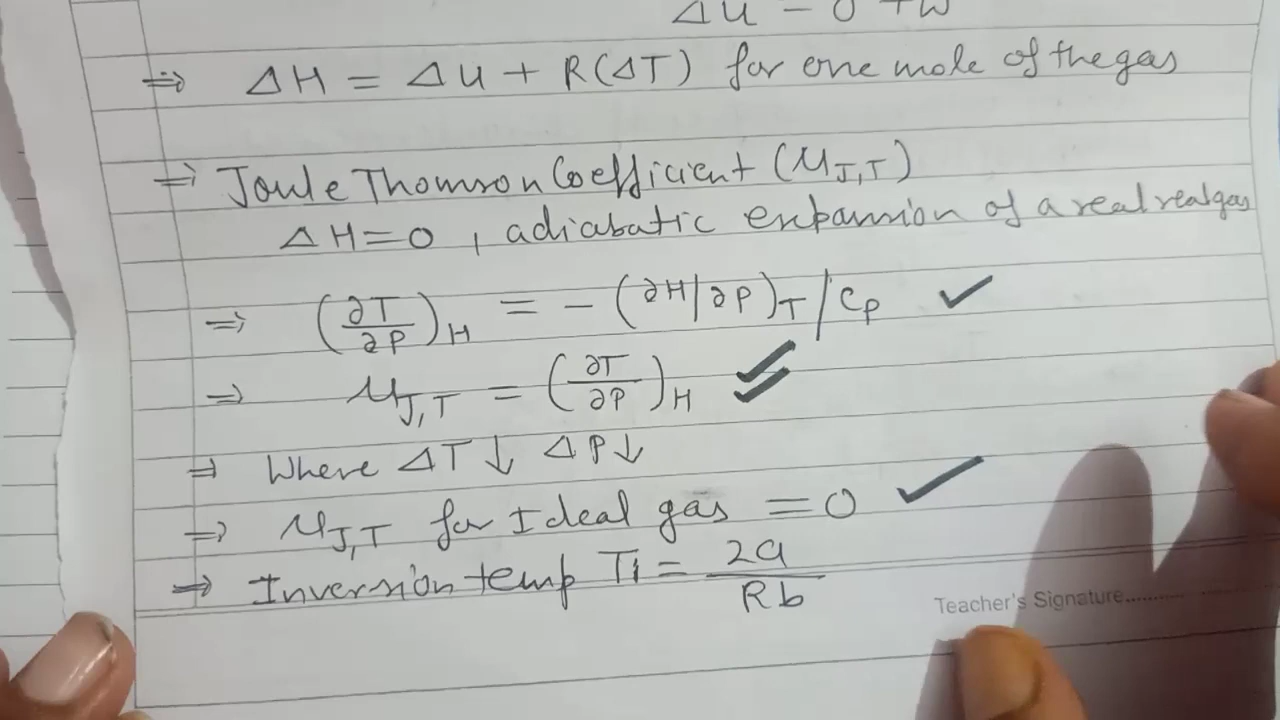 ΔU = 0 + W
⇒ ΔH = ΔU + R(ΔT) for one mole of the gas
⇒ Joule Thomson Coefficient (μJ,T)
ΔH = 0, adiabatic expansion of a real real gas
⇒ (∂T/∂P)H = - (∂H/∂P)T / CP ✓
⇒ μJ,T = (∂T/∂P)H ✓✓
⇒ Where ΔT↓ ΔP↓
⇒ μJ,T for Ideal gas = 0 ✓
⇒ Inversion temp Ti = 2a/Rb
Teacher's Signature..........